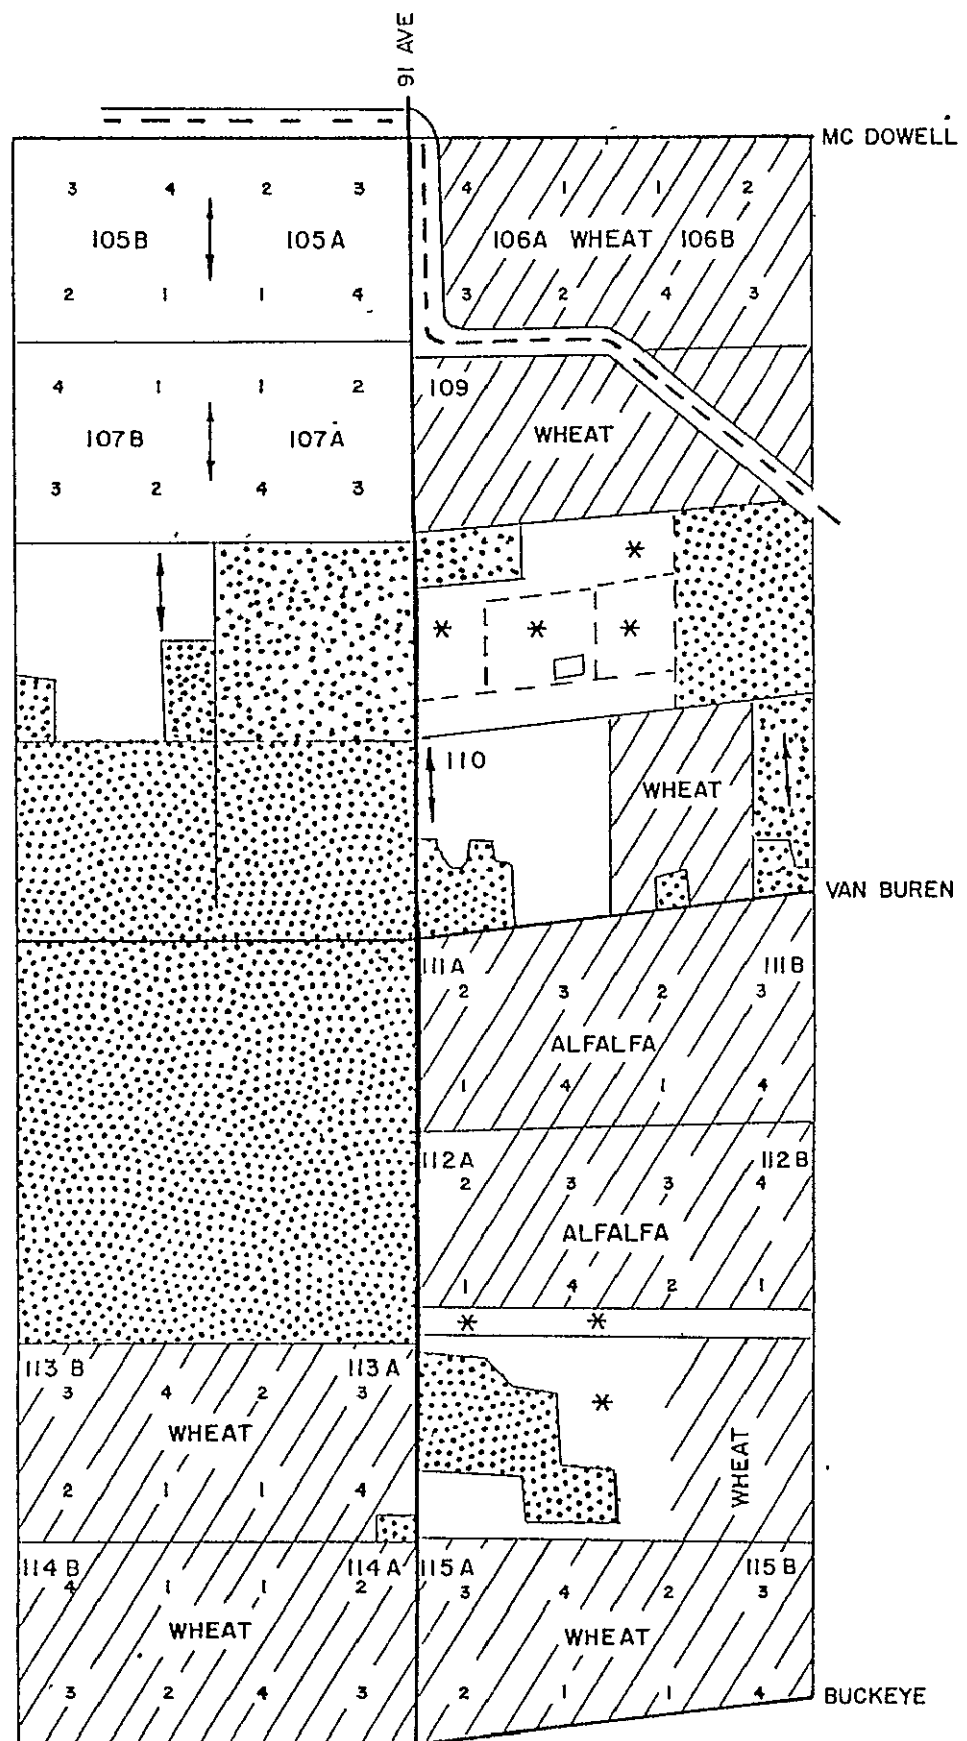 91 AVE
MC DOWELL
3 4 2 3 4 1 1 2
105B 105A 106A WHEAT 106B
2 1 1 4 3 2 4 3
4 1 1 2 109
107B 107A WHEAT
3 2 4 3
*
* * *
110
WHEAT
VAN BUREN
111A 111B
2 3 2 3
ALFALFA
1 4 1 4
112A 112B
2 3 3 4
ALFALFA
1 4 2 1
* *
113 B 113 A
3 4 2 3
*
WHEAT
WHEAT
2 1 1 4
114 B 114 A 115 A 115 B
4 1 1 2 3 4 2 3
WHEAT WHEAT
3 2 4 3 2 1 1 4
BUCKEYE